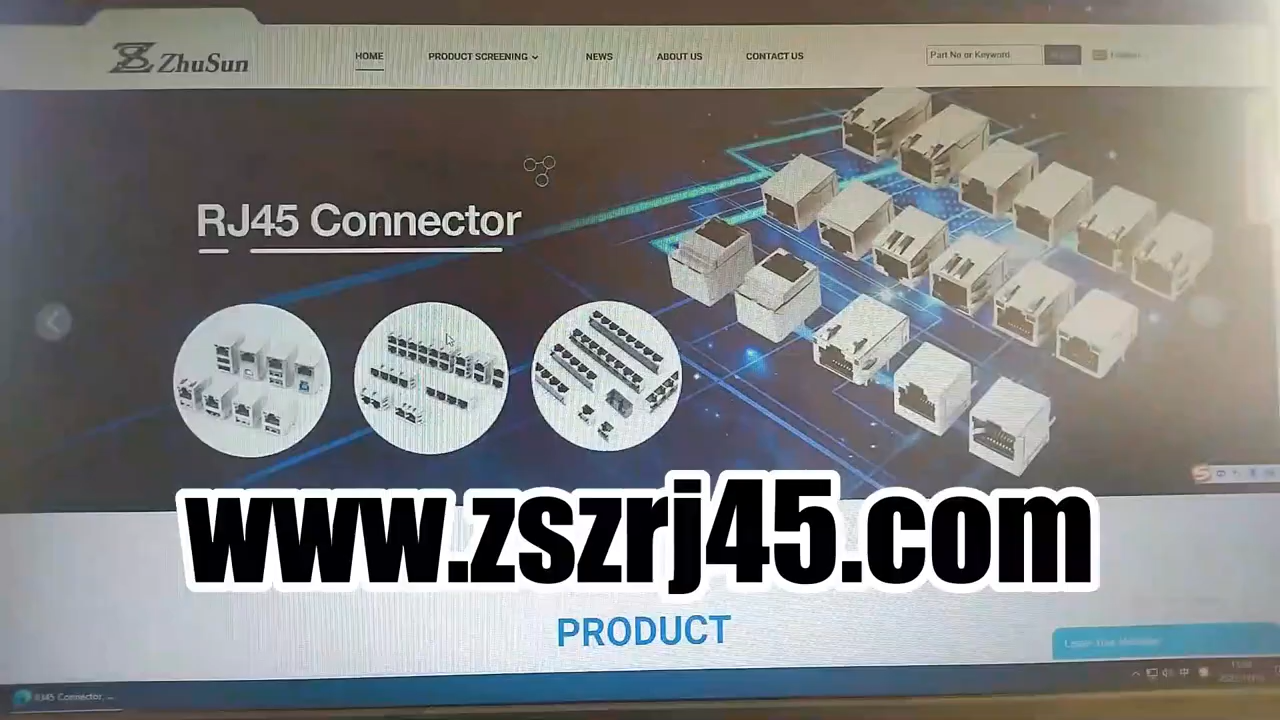 ZhuSun
HOME PRODUCT SCREENING NEWS ABOUT US CONTACT US
Part No or Keyword
RJ45 Connector
www.zszrj45.com
PRODUCT
RJ45 Connector, ...
中